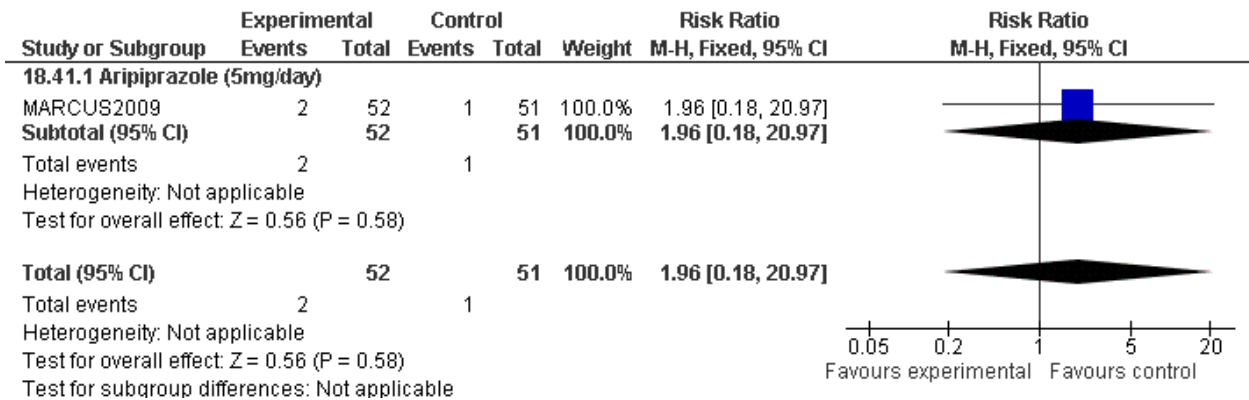 Experimental Control Risk Ratio Risk Ratio
Study or Subgroup Events Total Events Total Weight M-H, Fixed, 95% CI M-H, Fixed, 95% CI
18.41.1 Aripiprazole (5mg/day)
MARCUS2009 2 52 1 51 100.0% 1.96 [0.18, 20.97]
Subtotal (95% CI) 52 51 100.0% 1.96 [0.18, 20.97]
Total events 2 1
Heterogeneity: Not applicable
Test for overall effect: Z = 0.56 (P = 0.58)
Total (95% CI) 52 51 100.0% 1.96 [0.18, 20.97]
Total events 2 1
Heterogeneity: Not applicable
Test for overall effect: Z = 0.56 (P = 0.58)
Test for subgroup differences: Not applicable
0.05 0.2 1 5 20
Favours experimental Favours control